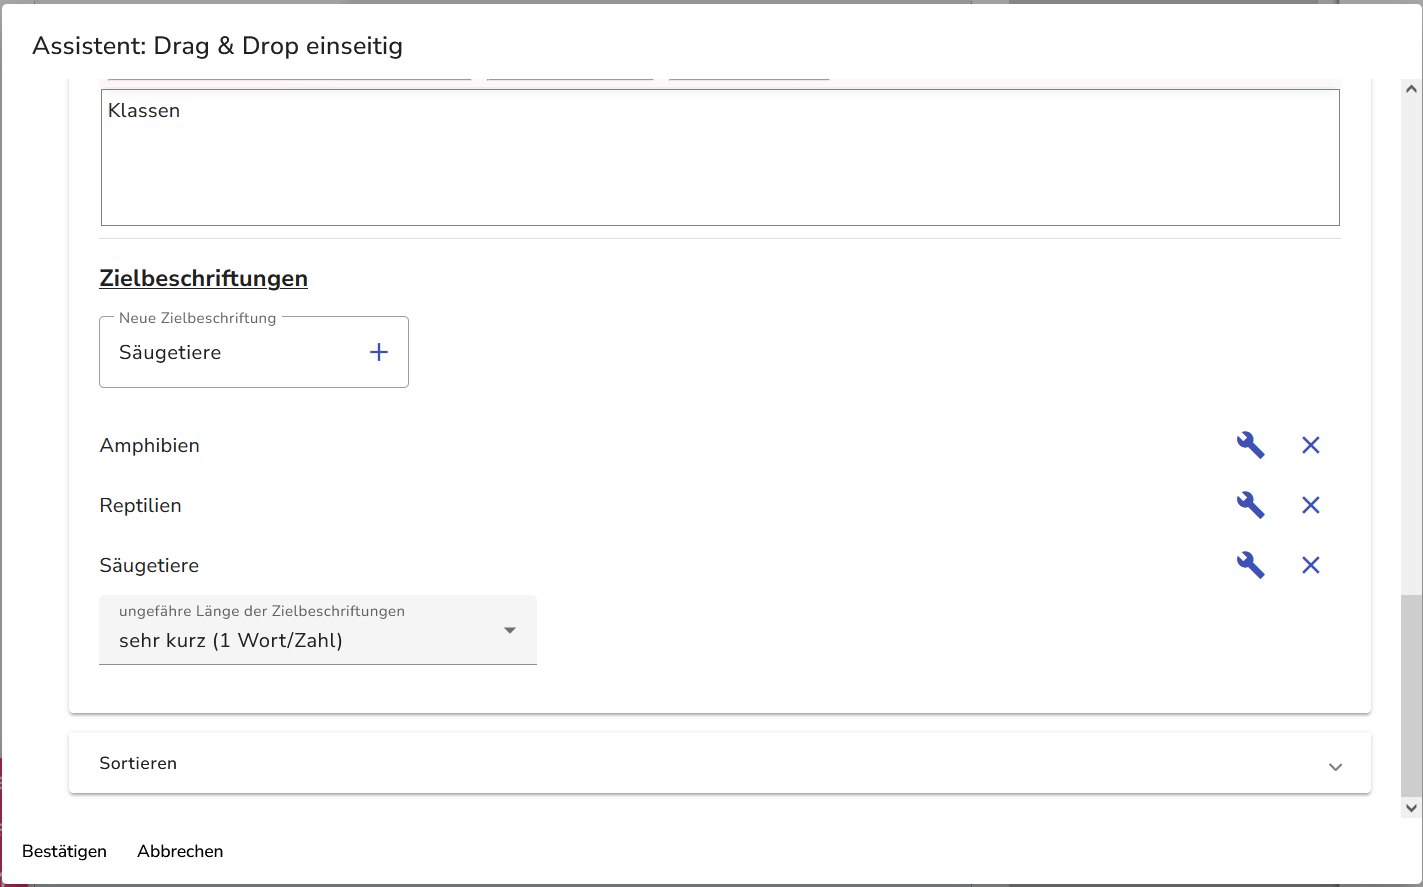 Assistent: Drag & Drop einseitig
Klassen
Zielbeschriftungen
Neue Zielbeschriftung
Säugetiere
Amphibien
Reptilien
Säugetiere
ungefähre Länge der Zielbeschriftungen
sehr kurz (1 Wort/Zahl)
Sortieren
Bestätigen Abbrechen